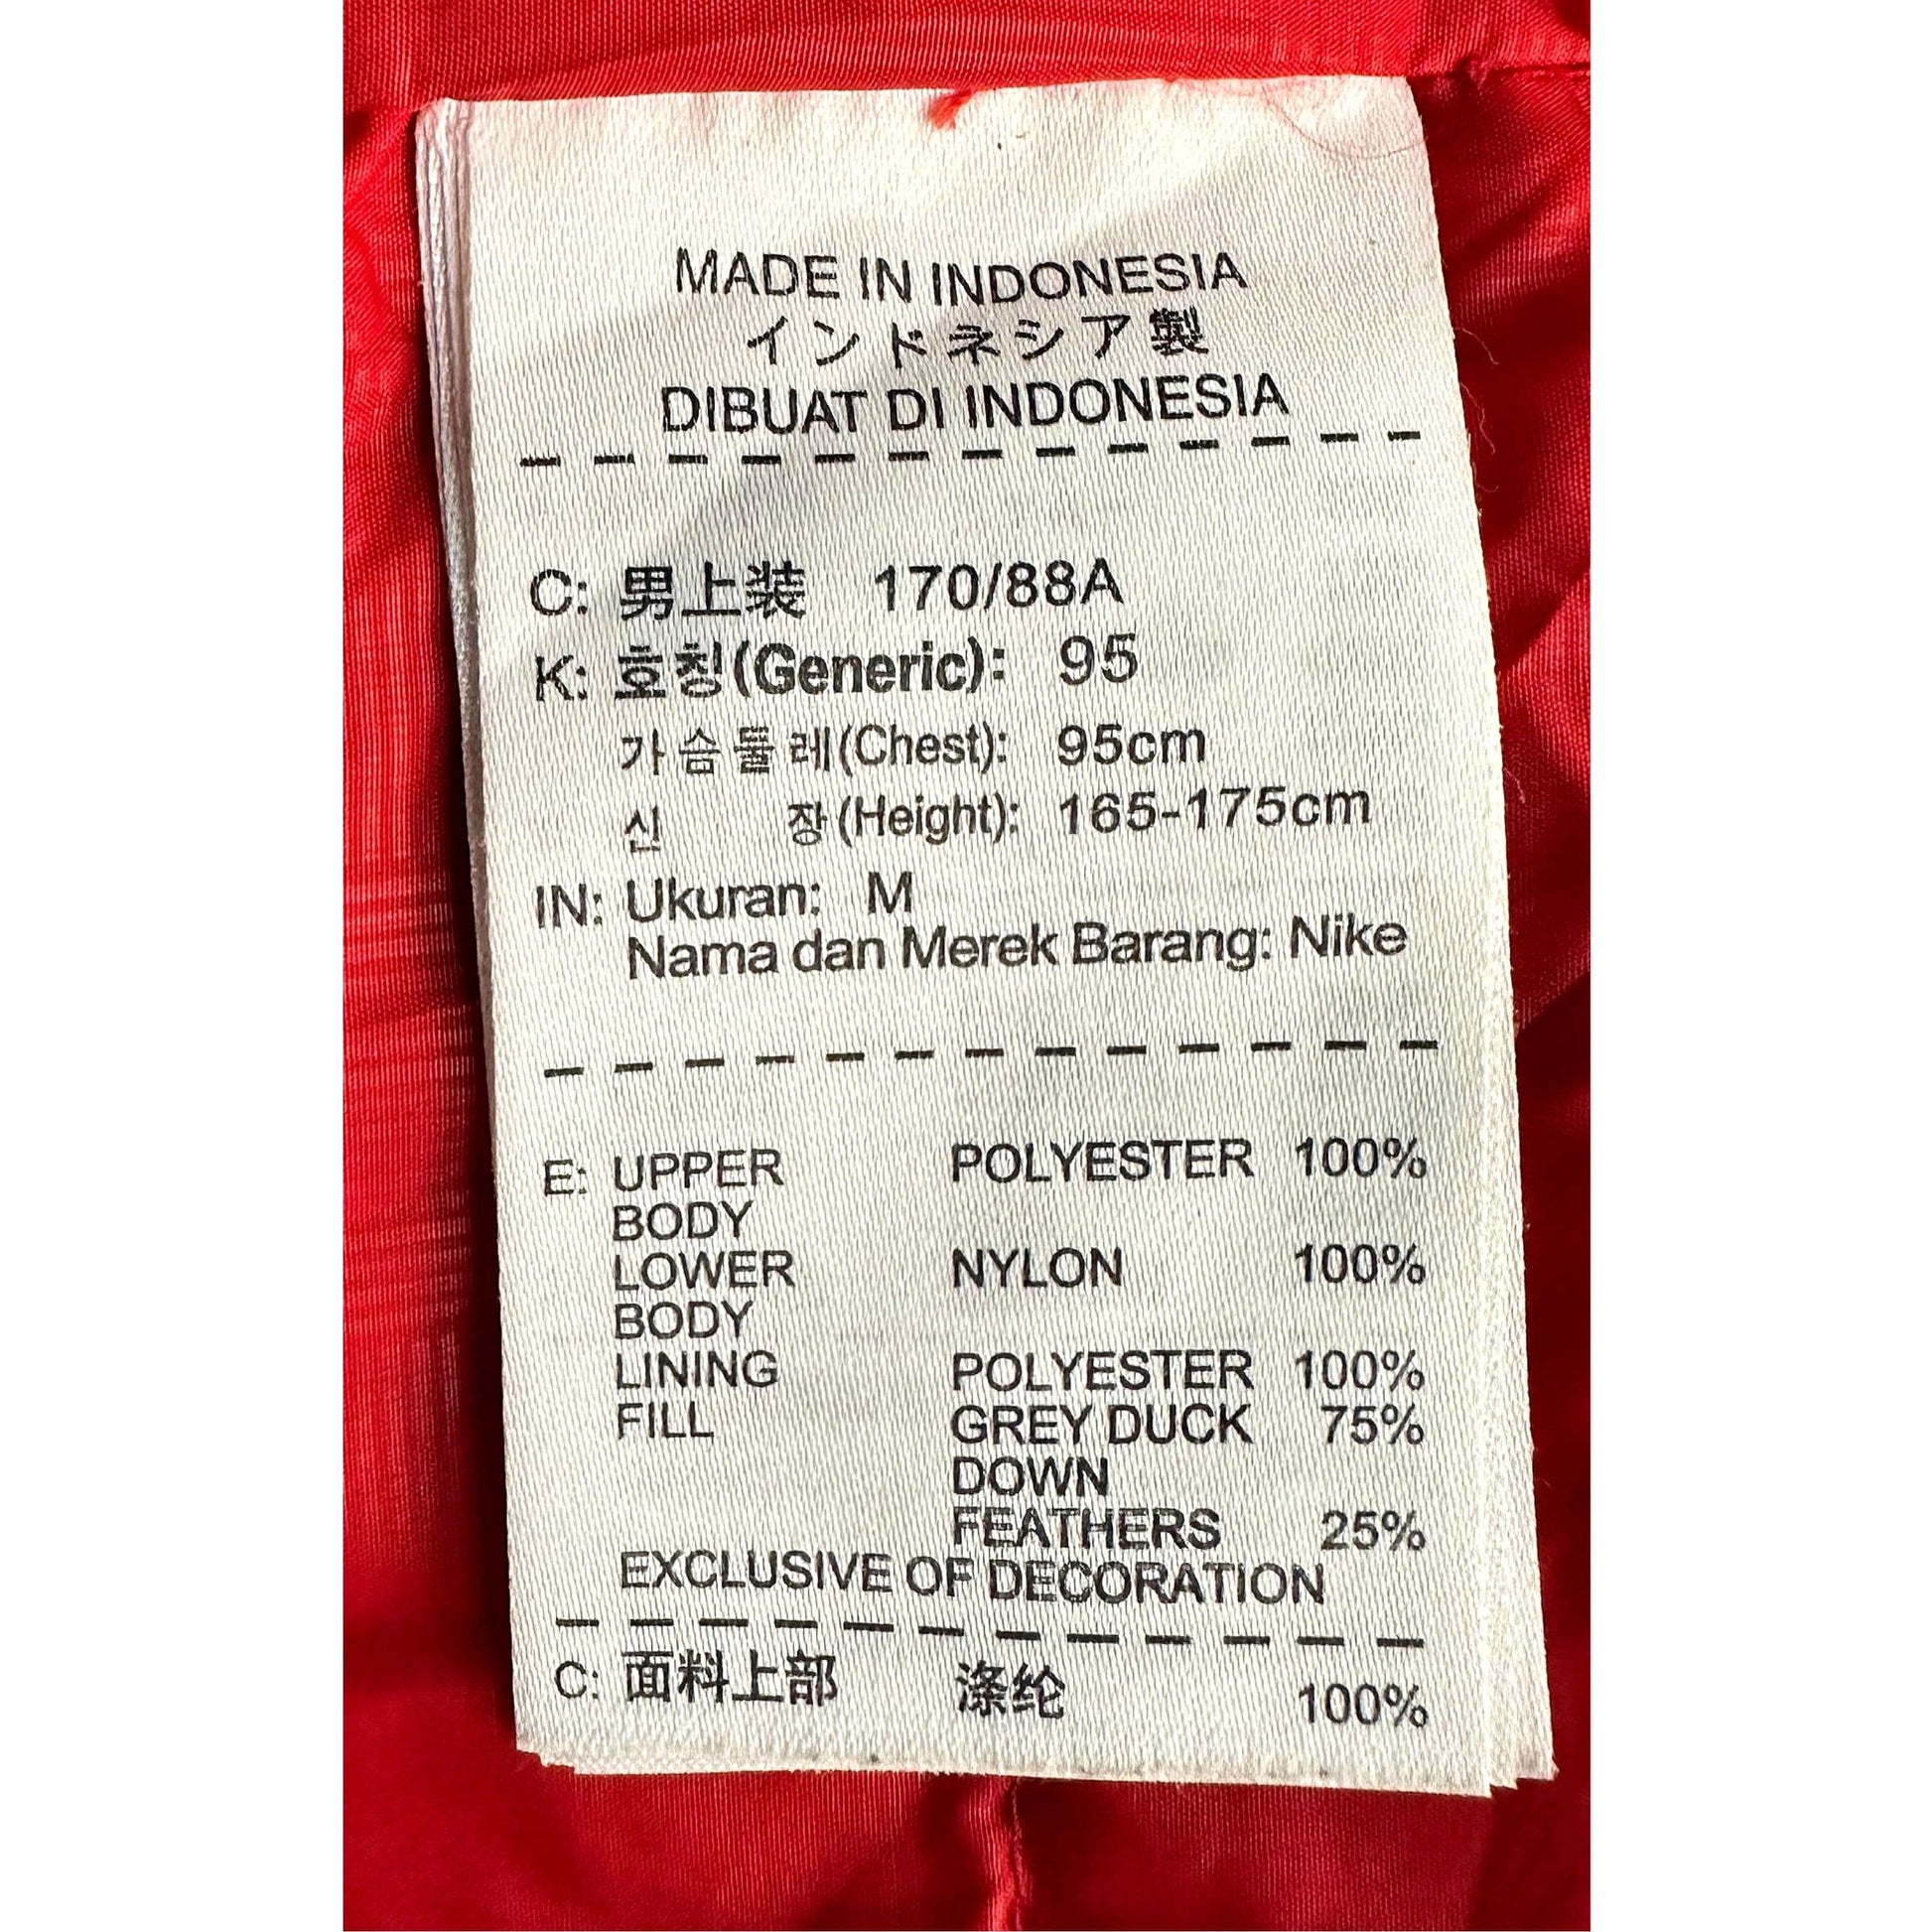 MADE IN INDONESIA
インドネシア製
DIBUAT DI INDONESIA
C: 男上装 170/88A
K: 호칭(Generic): 95
가슴둘레(Chest): 95cm
신 장(Height): 165-175cm
IN: Ukuran: M
Nama dan Merek Barang: Nike
E: UPPER POLYESTER 100%
BODY
LOWER NYLON 100%
BODY
LINING POLYESTER 100%
FILL GREY DUCK 75%
DOWN
FEATHERS 25%
EXCLUSIVE OF DECORATION
C: 面料上部 涤纶 100%